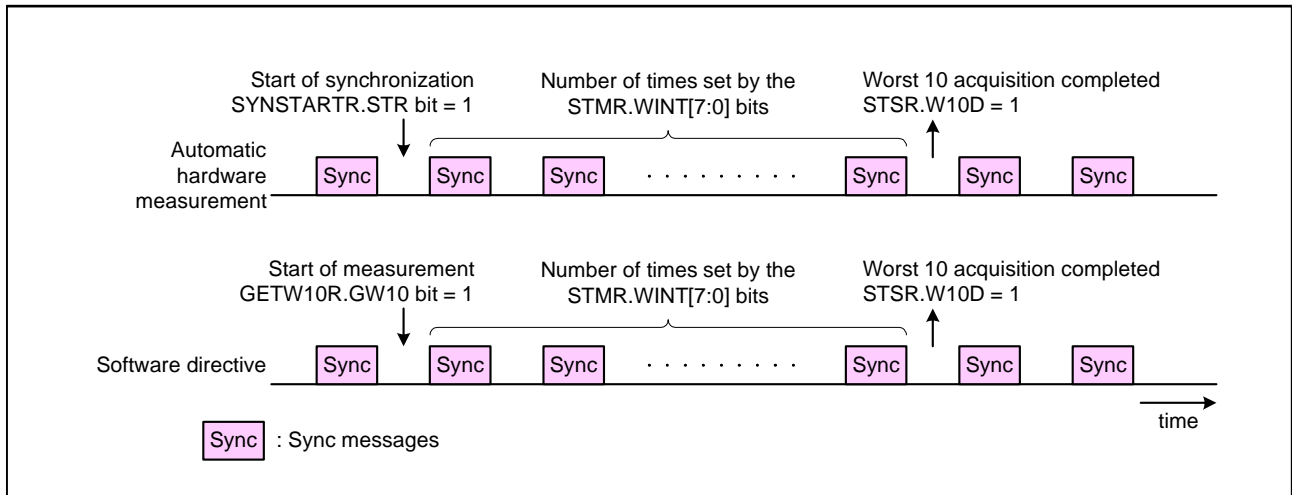 Start of synchronization
SYNSTARTR.STR bit = 1
Number of times set by the
STMR.WINT[7:0] bits
Worst 10 acquisition completed
STSR.W10D = 1
Automatic
hardware
measurement
Sync Sync Sync . . . . . . . . . Sync Sync Sync
Start of measurement
GETW10R.GW10 bit = 1
Number of times set by the
STMR.WINT[7:0] bits
Worst 10 acquisition completed
STSR.W10D = 1
Software directive
Sync Sync Sync . . . . . . . . . Sync Sync Sync
time
Sync : Sync messages